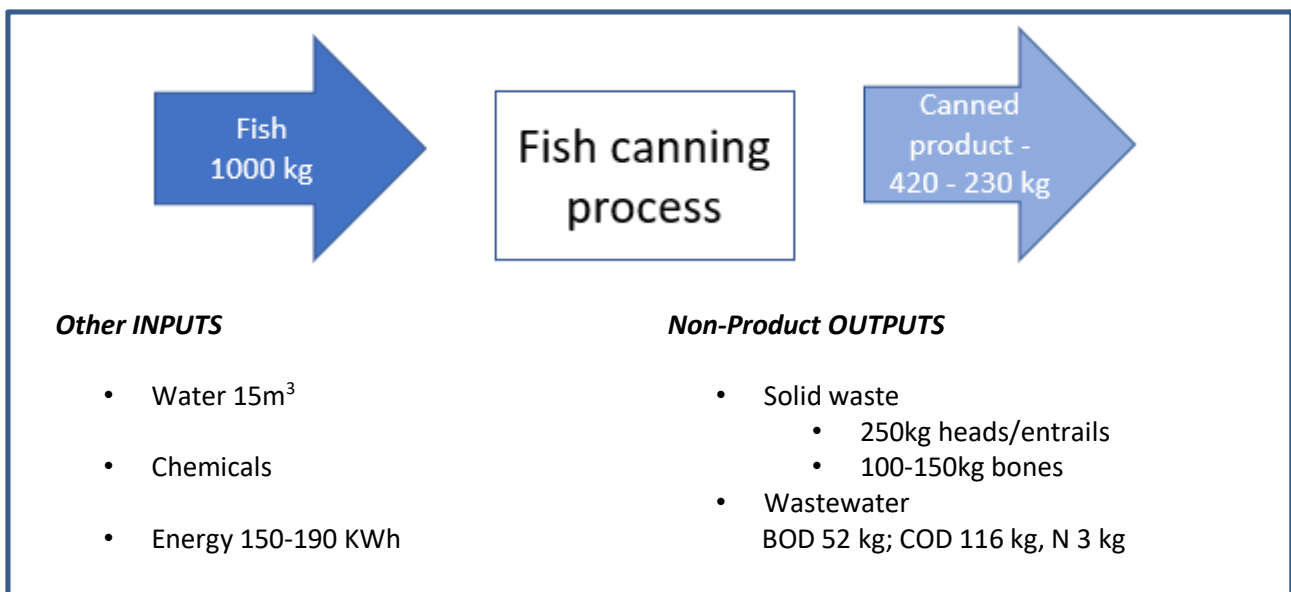 Fish
1000 kg
Fish canning
process
Canned
product -
420 - 230 kg
Other INPUTS
• Water 15m³
• Chemicals
• Energy 150-190 KWh
Non-Product OUTPUTS
• Solid waste
• 250kg heads/entrails
• 100-150kg bones
• Wastewater
BOD 52 kg; COD 116 kg, N 3 kg